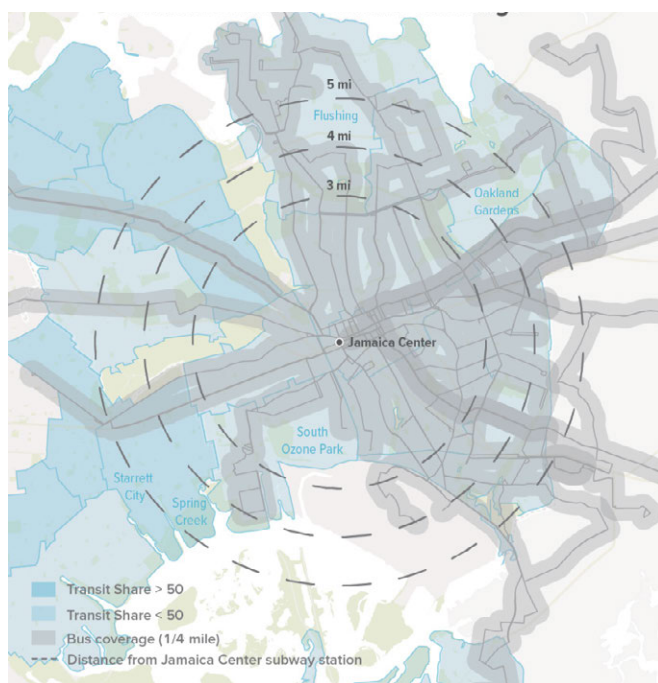 5 mi
Flushing
4 mi
3 mi
Oakland
Gardens
Jamaica Center
South
Ozone Park
Starrett
City
Spring
Creek
Transit Share > 50
Transit Share < 50
Bus coverage (1/4 mile)
Distance from Jamaica Center subway station